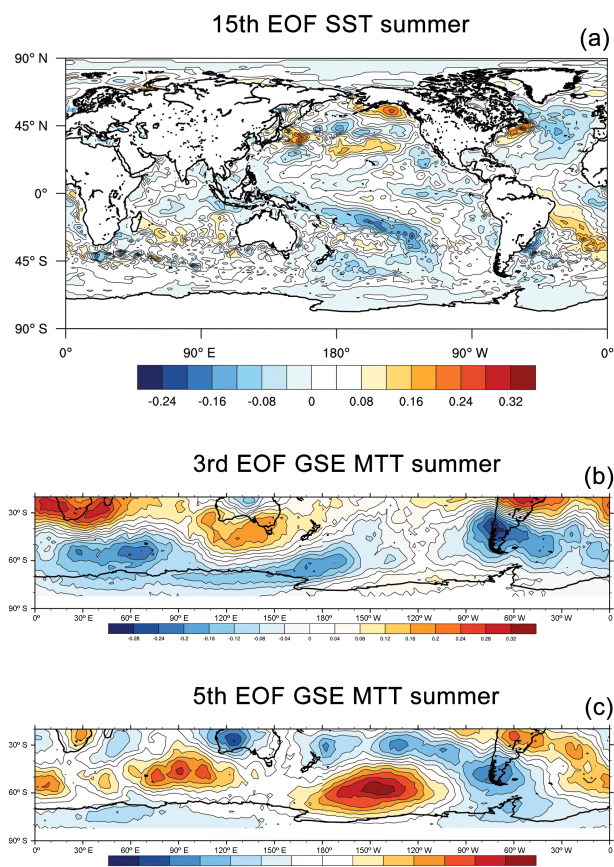 15th EOF SST summer
(a)
90° N
45° N
0°
45° S
90° S
0° 90° E 180° 90° W 0°
-0.24 -0.16 -0.08 0 0.08 0.16 0.24 0.32
3rd EOF GSE MTT summer
(b)
30° S
60° S
90° S
0° 30° E 60° E 90° E 120° E 150° E 180° 150° W 120° W 90° W 60° W 30° W 0°
-0.28 -0.2 -0.16 -0.12 -0.08 -0.04 0 0.04 0.08 0.12 0.16 0.2 0.26 0.32
5th EOF GSE MTT summer
(c)
30° S
60° S
90° S
0° 30° E 60° E 90° E 120° E 150° E 180° 150° W 120° W 90° W 60° W 30° W 0°